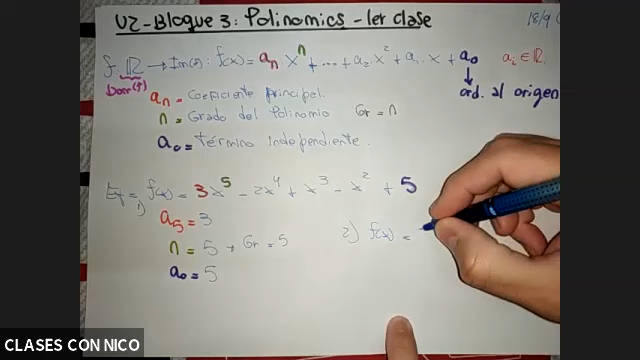 U2-Bloque 3: Polinomics - 1er clase
18/9
f: ℝ → Im(f): f(x) = aₙ xⁿ + ... + a₂ x² + a₁ . x + a₀ aᵢ ∈ ℝ
Dom(f)
ord. al origen
aₙ = Coeficiente principal.
n = Grado del Polinomio Gr = n
a₀ = Término independiente.
Ej = 1) f(x) = 3x⁵ - 2x⁴ + x³ - x² + 5
a₅ = 3
n = 5 → Gr = 5
2) f(x) =
a₀ = 5
CLASES CON NICO